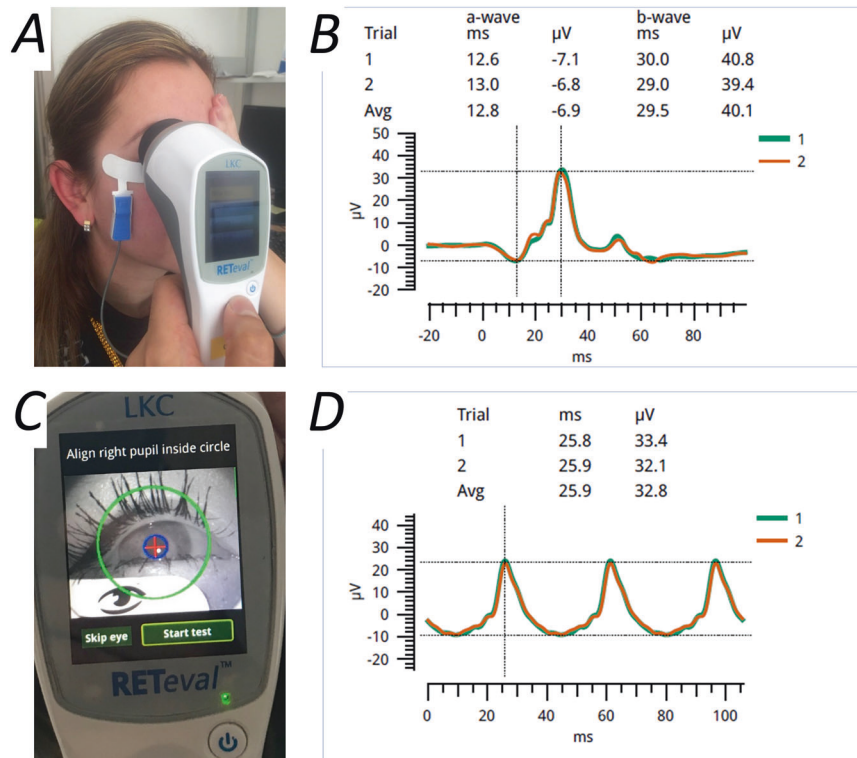 A
LKC
RETeval™
B
a-wave b-wave
Trial ms µV ms µV
1 12.6 -7.1 30.0 40.8
2 13.0 -6.8 29.0 39.4
Avg 12.8 -6.9 29.5 40.1
50
40
30
20
10
0
-10
-20
µV
1
2
-20 0 20 40 60 80
ms
C
LKC
Align right pupil inside circle
Skip eye Start test
RETeval™
D
Trial ms µV
1 25.8 33.4
2 25.9 32.1
Avg 25.9 32.8
40
30
20
10
0
-10
-20
µV
1
2
0 20 40 60 80 100
ms